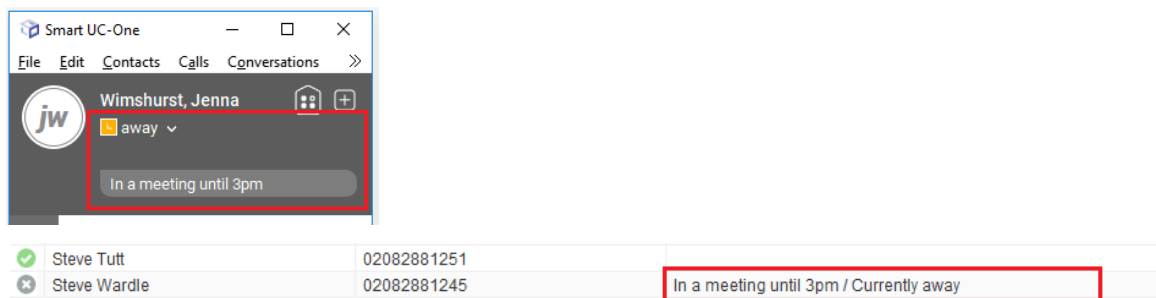 Smart UC-One
File Edit Contacts Calls Conversations »
jw
Wimshurst, Jenna
away
In a meeting until 3pm
Steve Tutt 02082881251
Steve Wardle 02082881245 In a meeting until 3pm / Currently away